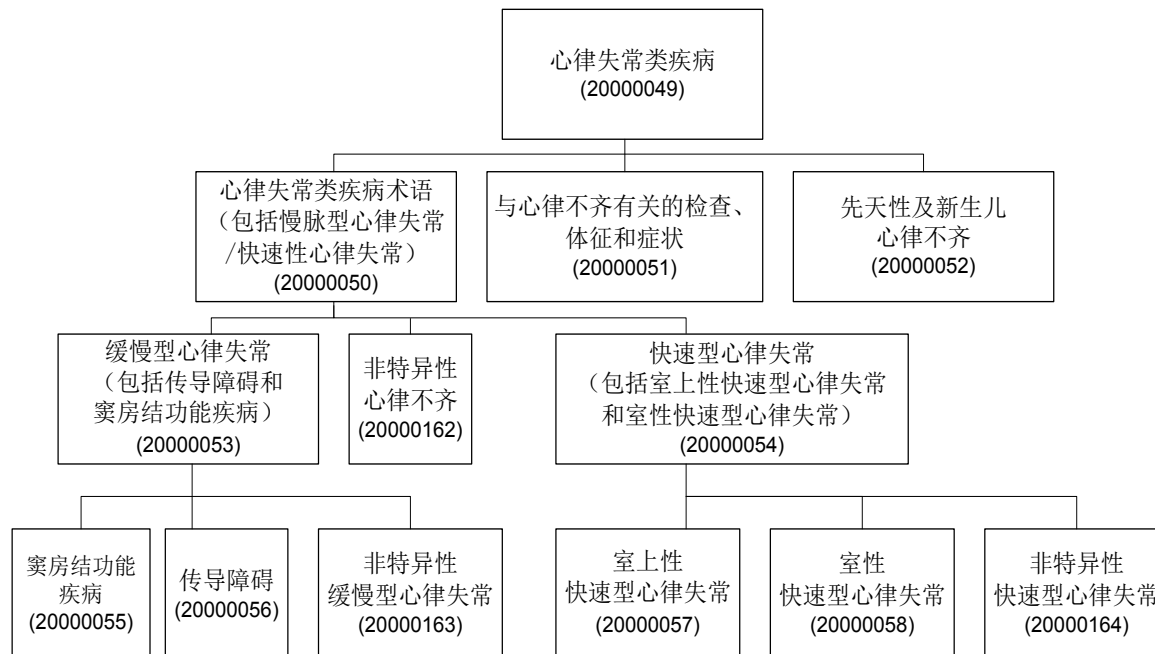 心律失常类疾病
(20000049)
心律失常类疾病术语
（包括慢脉型心律失常
/快速性心律失常）
(20000050)
与心律不齐有关的检查、
体征和症状
(20000051)
先天性及新生儿
心律不齐
(20000052)
缓慢型心律失常
（包括传导障碍和
窦房结功能疾病）
(20000053)
非特异性
心律不齐
(20000162)
快速型心律失常
（包括室上性快速型心律失常
和室性快速型心律失常）
(20000054)
窦房结功能
疾病
(20000055)
传导障碍
(20000056)
非特异性
缓慢型心律失常
(20000163)
室上性
快速型心律失常
(20000057)
室性
快速型心律失常
(20000058)
非特异性
快速型心律失常
(20000164)